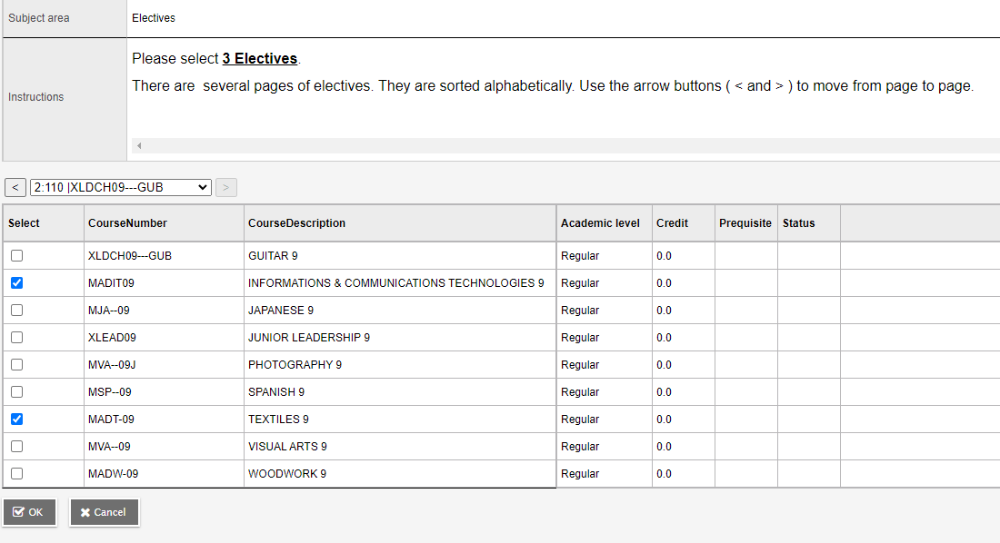 Subject area Electives
Please select 3 Electives.
Instructions There are several pages of electives. They are sorted alphabetically. Use the arrow buttons ( < and > ) to move from page to page.
< 2:110 |XLDCH09---GUB >
Select CourseNumber CourseDescription Academic level Credit Prequisite Status
XLDCH09---GUB GUITAR 9 Regular 0.0
MADIT09 INFORMATIONS & COMMUNICATIONS TECHNOLOGIES 9 Regular 0.0
MJA--09 JAPANESE 9 Regular 0.0
XLEAD09 JUNIOR LEADERSHIP 9 Regular 0.0
MVA--09J PHOTOGRAPHY 9 Regular 0.0
MSP--09 SPANISH 9 Regular 0.0
MADT-09 TEXTILES 9 Regular 0.0
MVA--09 VISUAL ARTS 9 Regular 0.0
MADW-09 WOODWORK 9 Regular 0.0
OK Cancel